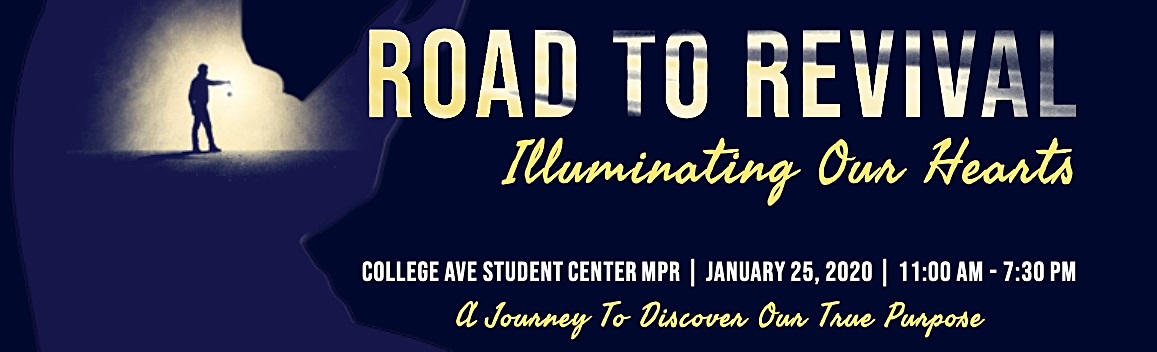 ROAD TO REVIVAL
Illuminating Our Hearts
COLLEGE AVE STUDENT CENTER MPR | JANUARY 25, 2020 | 11:00 AM - 7:30 PM
A Journey To Discover Our True Purpose